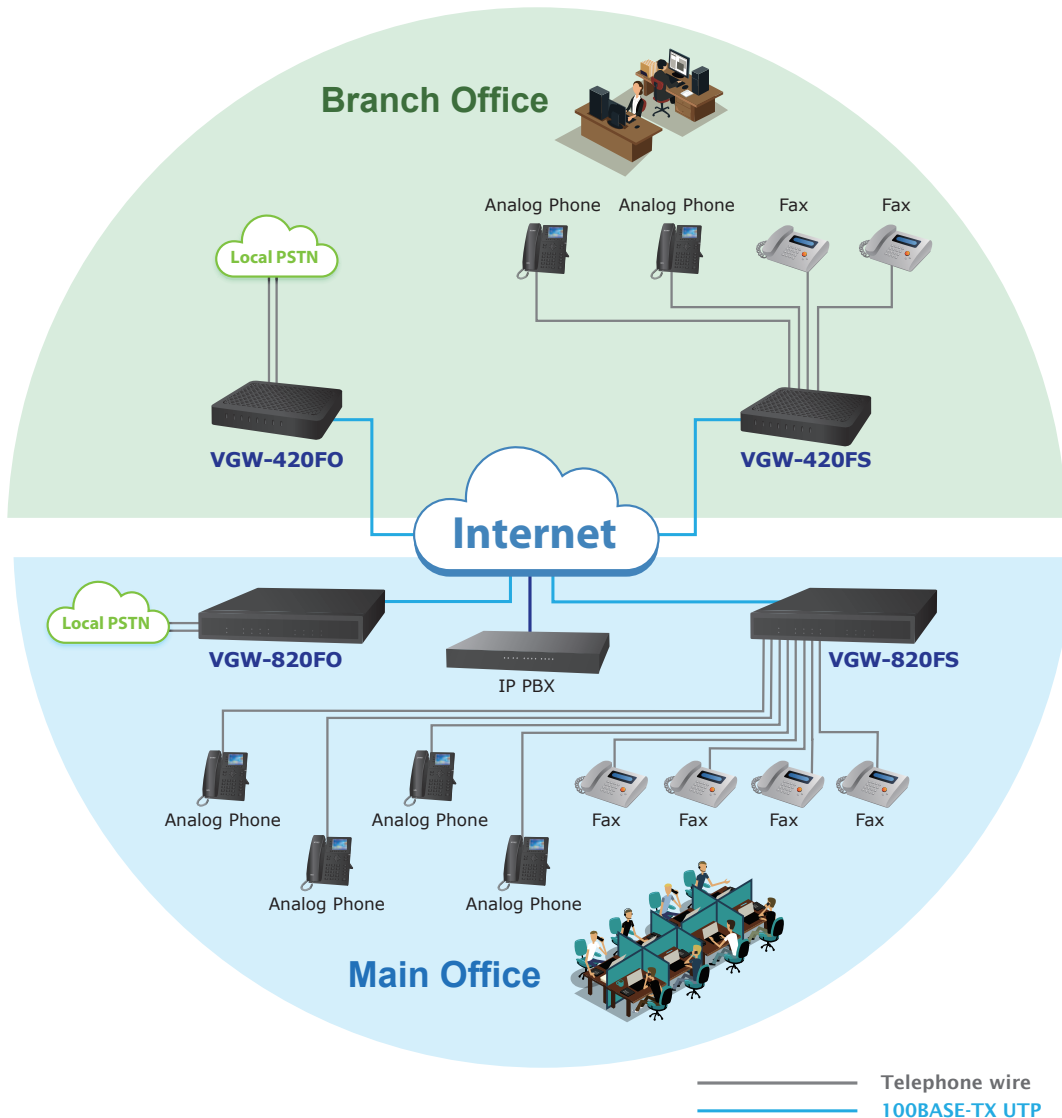 Branch Office
Analog Phone
Analog Phone
Fax
Fax
Local PSTN
VGW-420FO
VGW-420FS
Internet
Local PSTN
VGW-820FO
IP PBX
VGW-820FS
Analog Phone
Analog Phone
Fax
Fax
Fax
Fax
Analog Phone
Analog Phone
Main Office
Telephone wire
100BASE-TX UTP